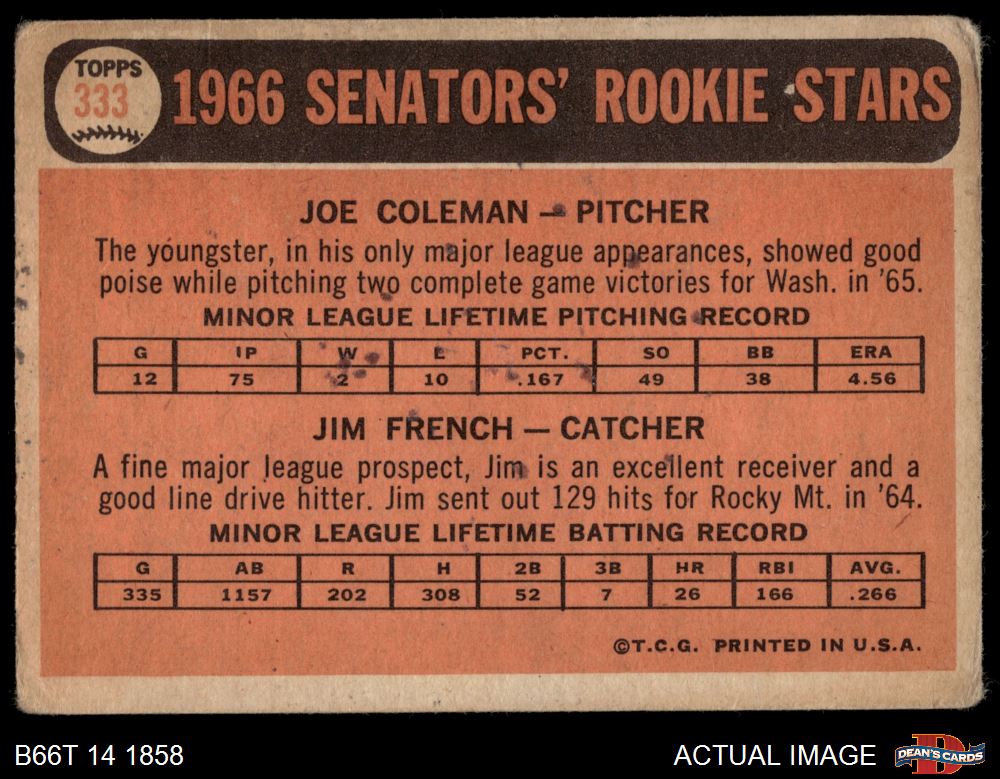 TOPPS
333
1966 SENATORS' ROOKIE STARS
JOE COLEMAN — PITCHER
The youngster, in his only major league appearances, showed good
poise while pitching two complete game victories for Wash. in '65.
MINOR LEAGUE LIFETIME PITCHING RECORD
G IP W L PCT. SO BB ERA
12 75 2 10 .167 49 38 4.56
JIM FRENCH — CATCHER
A fine major league prospect, Jim is an excellent receiver and a
good line drive hitter. Jim sent out 129 hits for Rocky Mt. in '64.
MINOR LEAGUE LIFETIME BATTING RECORD
G AB R H 2B 3B HR RBI AVG.
335 1157 202 308 52 7 26 166 .266
©T.C.G. PRINTED IN U.S.A.
B66T 14 1858
ACTUAL IMAGE
DEAN'S CARDS